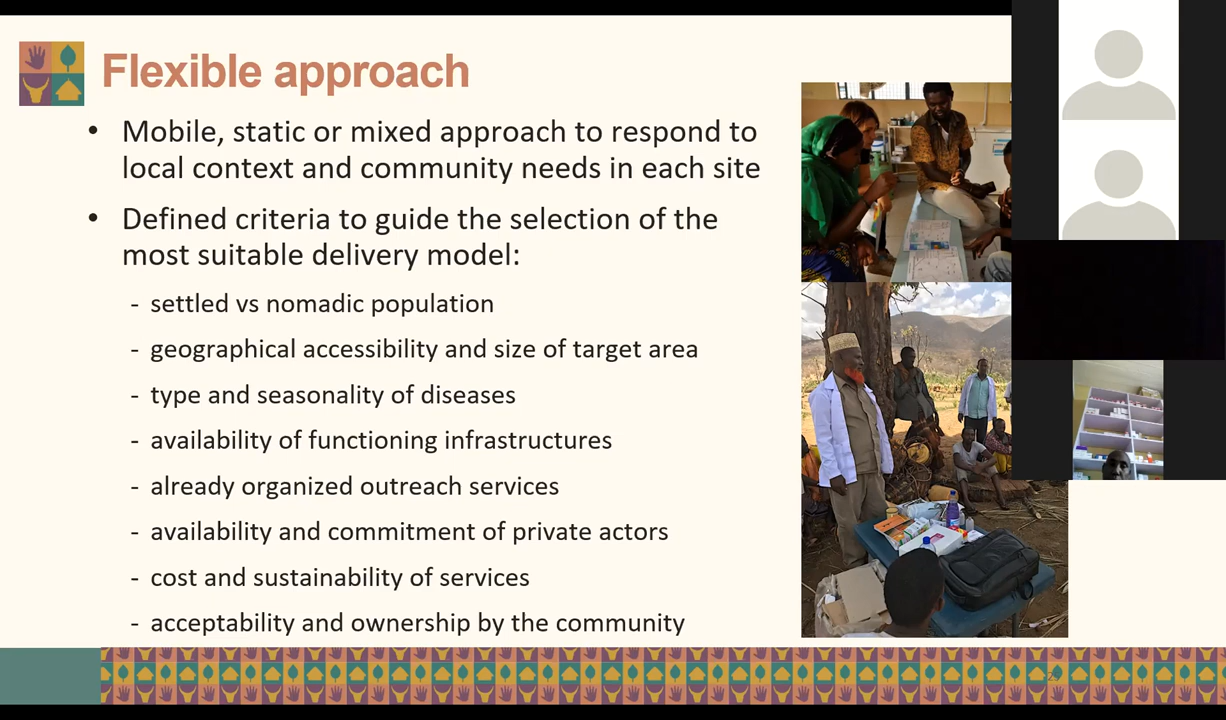 Flexible approach
• Mobile, static or mixed approach to respond to
local context and community needs in each site
• Defined criteria to guide the selection of the
most suitable delivery model:
- settled vs nomadic population
- geographical accessibility and size of target area
- type and seasonality of diseases
- availability of functioning infrastructures
- already organized outreach services
- availability and commitment of private actors
- cost and sustainability of services
- acceptability and ownership by the community